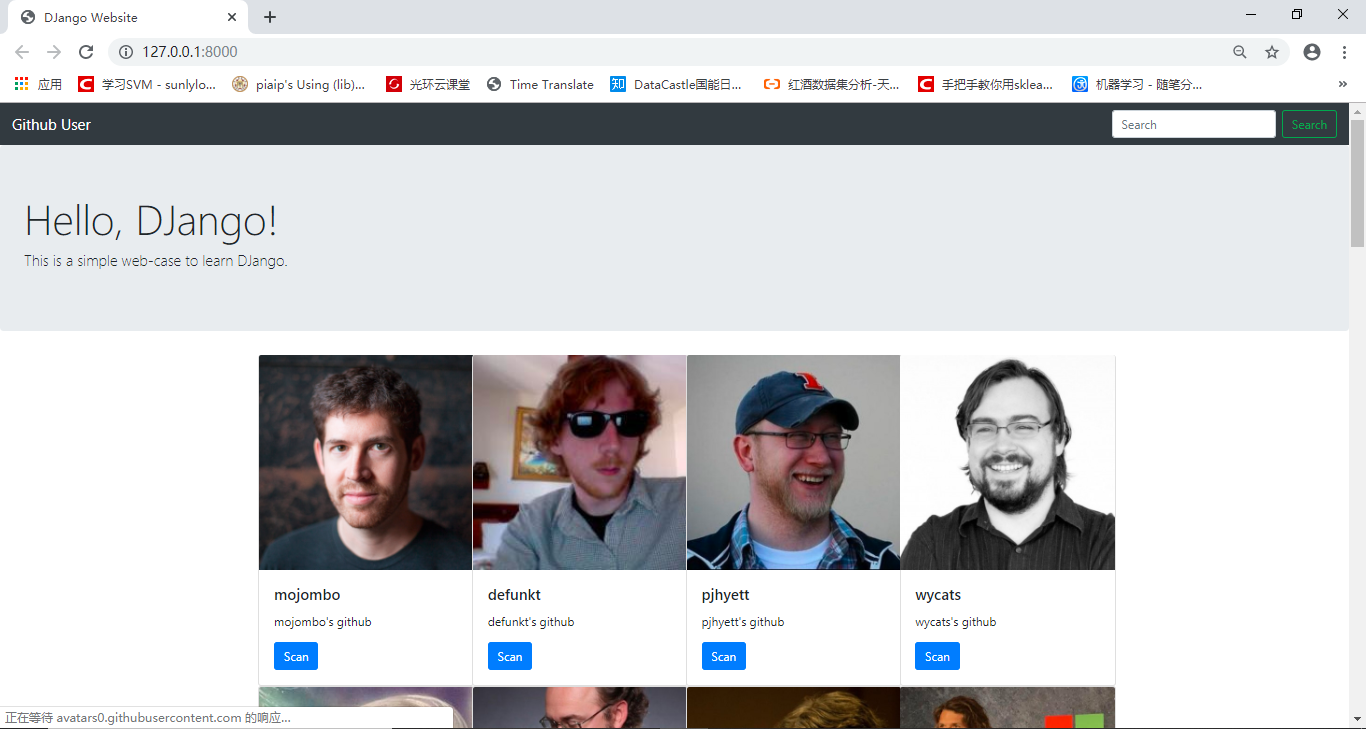 DJango Website
127.0.0.1:8000
应用 学习SVM - sunlylo... piaip's Using (lib)... 光环云课堂 Time Translate 知 DataCastle国能日... 红酒数据集分析-天... 手把手教你用sklea... 机器学习 - 随笔分... »
Github User Search Search
Hello, DJango!
This is a simple web-case to learn DJango.
mojombo defunkt pjhyett wycats
mojombo's github defunkt's github pjhyett's github wycats's github
Scan Scan Scan Scan
正在等待 avatars0.githubusercontent.com 的响应...